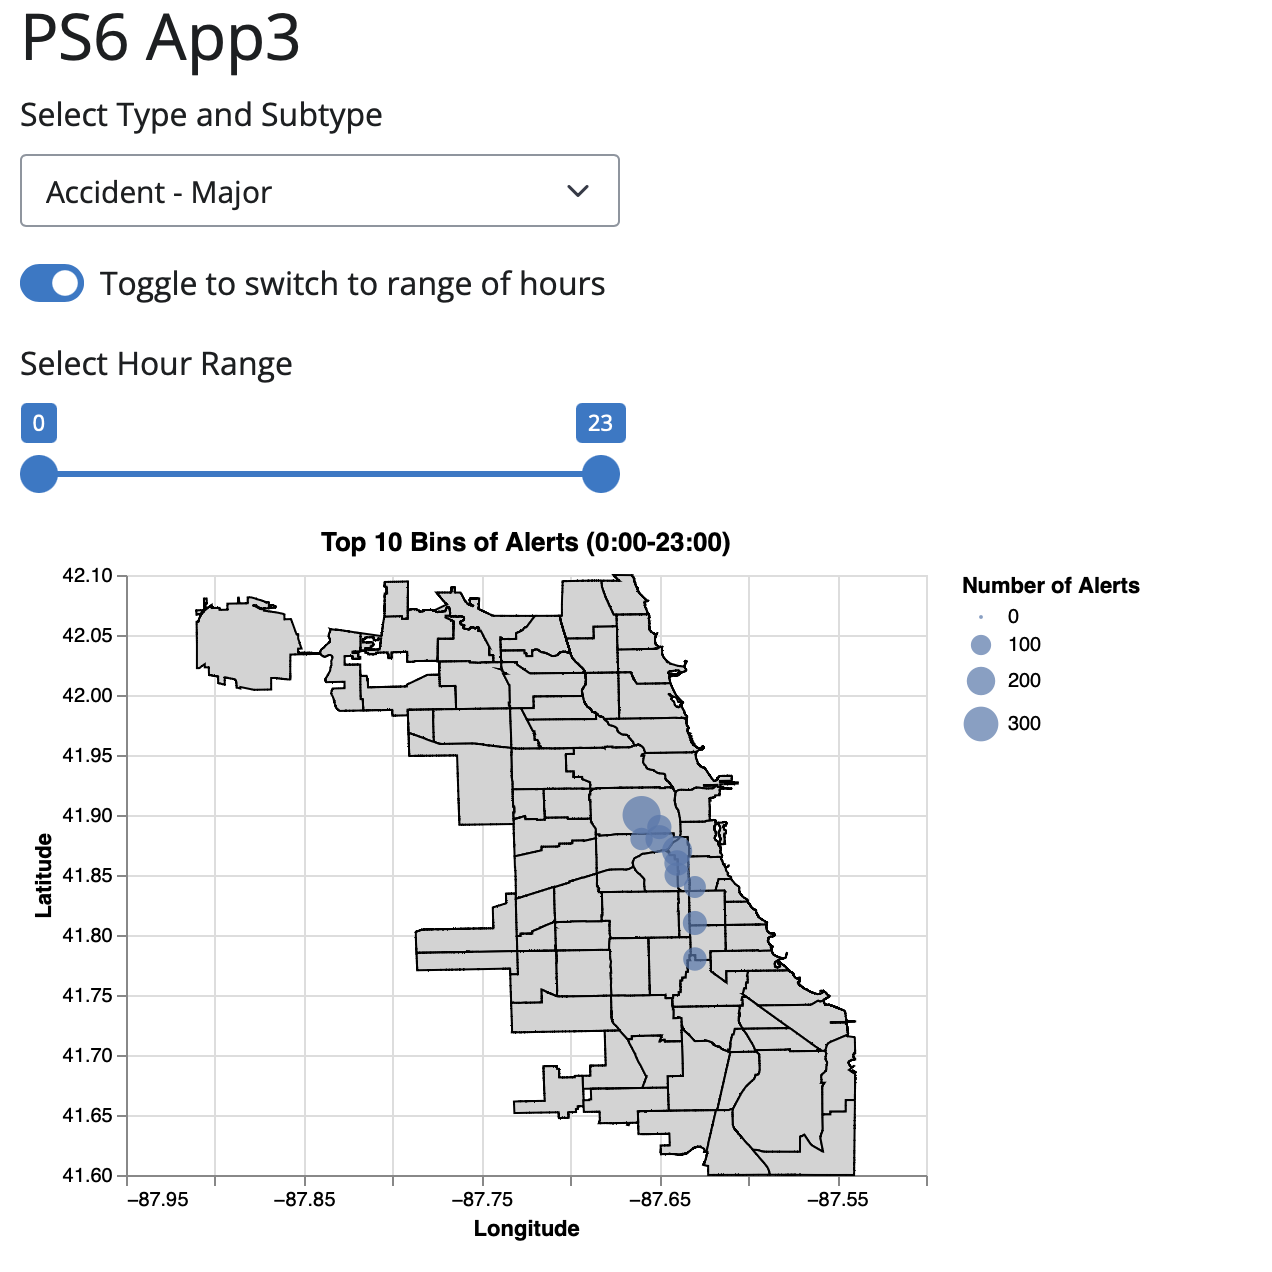 PS6 App3
Select Type and Subtype
Accident - Major
Toggle to switch to range of hours
Select Hour Range
0
23
Top 10 Bins of Alerts (0:00-23:00)
Number of Alerts
0
100
200
300
Latitude
42.10
42.05
42.00
41.95
41.90
41.85
41.80
41.75
41.70
41.65
41.60
−87.95 −87.85 −87.75 −87.65 −87.55
Longitude